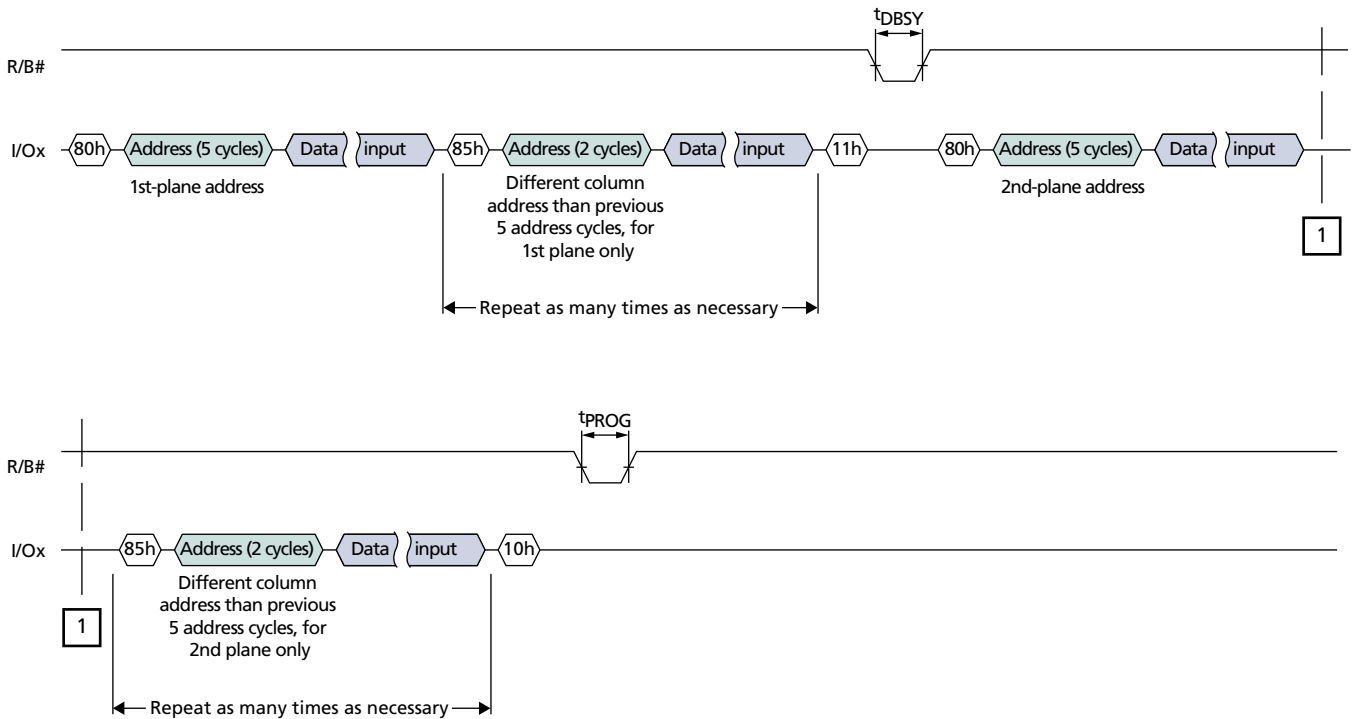 tDBSY
R/B#
I/Ox 80h Address (5 cycles) Data input 85h Address (2 cycles) Data input 11h 80h Address (5 cycles) Data input
1st-plane address
Different column
address than previous
5 address cycles, for
1st plane only
2nd-plane address
1
Repeat as many times as necessary
tPROG
R/B#
I/Ox 85h Address (2 cycles) Data input 10h
Different column
address than previous
5 address cycles, for
2nd plane only
1
Repeat as many times as necessary